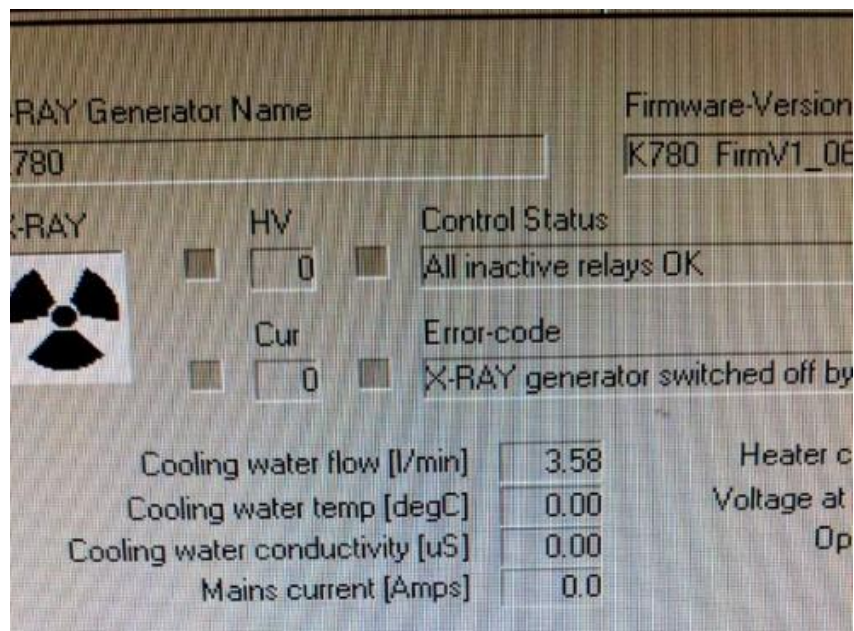 -RAY Generator Name
Firmware-Version
780
K780 FirmV1_06
X-RAY
HV
Control Status
0
All inactive relays OK
Cur
Error-code
0
X-RAY generator switched off by
Cooling water flow [l/min] 3.58
Heater c
Cooling water temp [degC] 0.00
Voltage at
Cooling water conductivity [uS] 0.00
Op
Mains current [Amps] 0.0